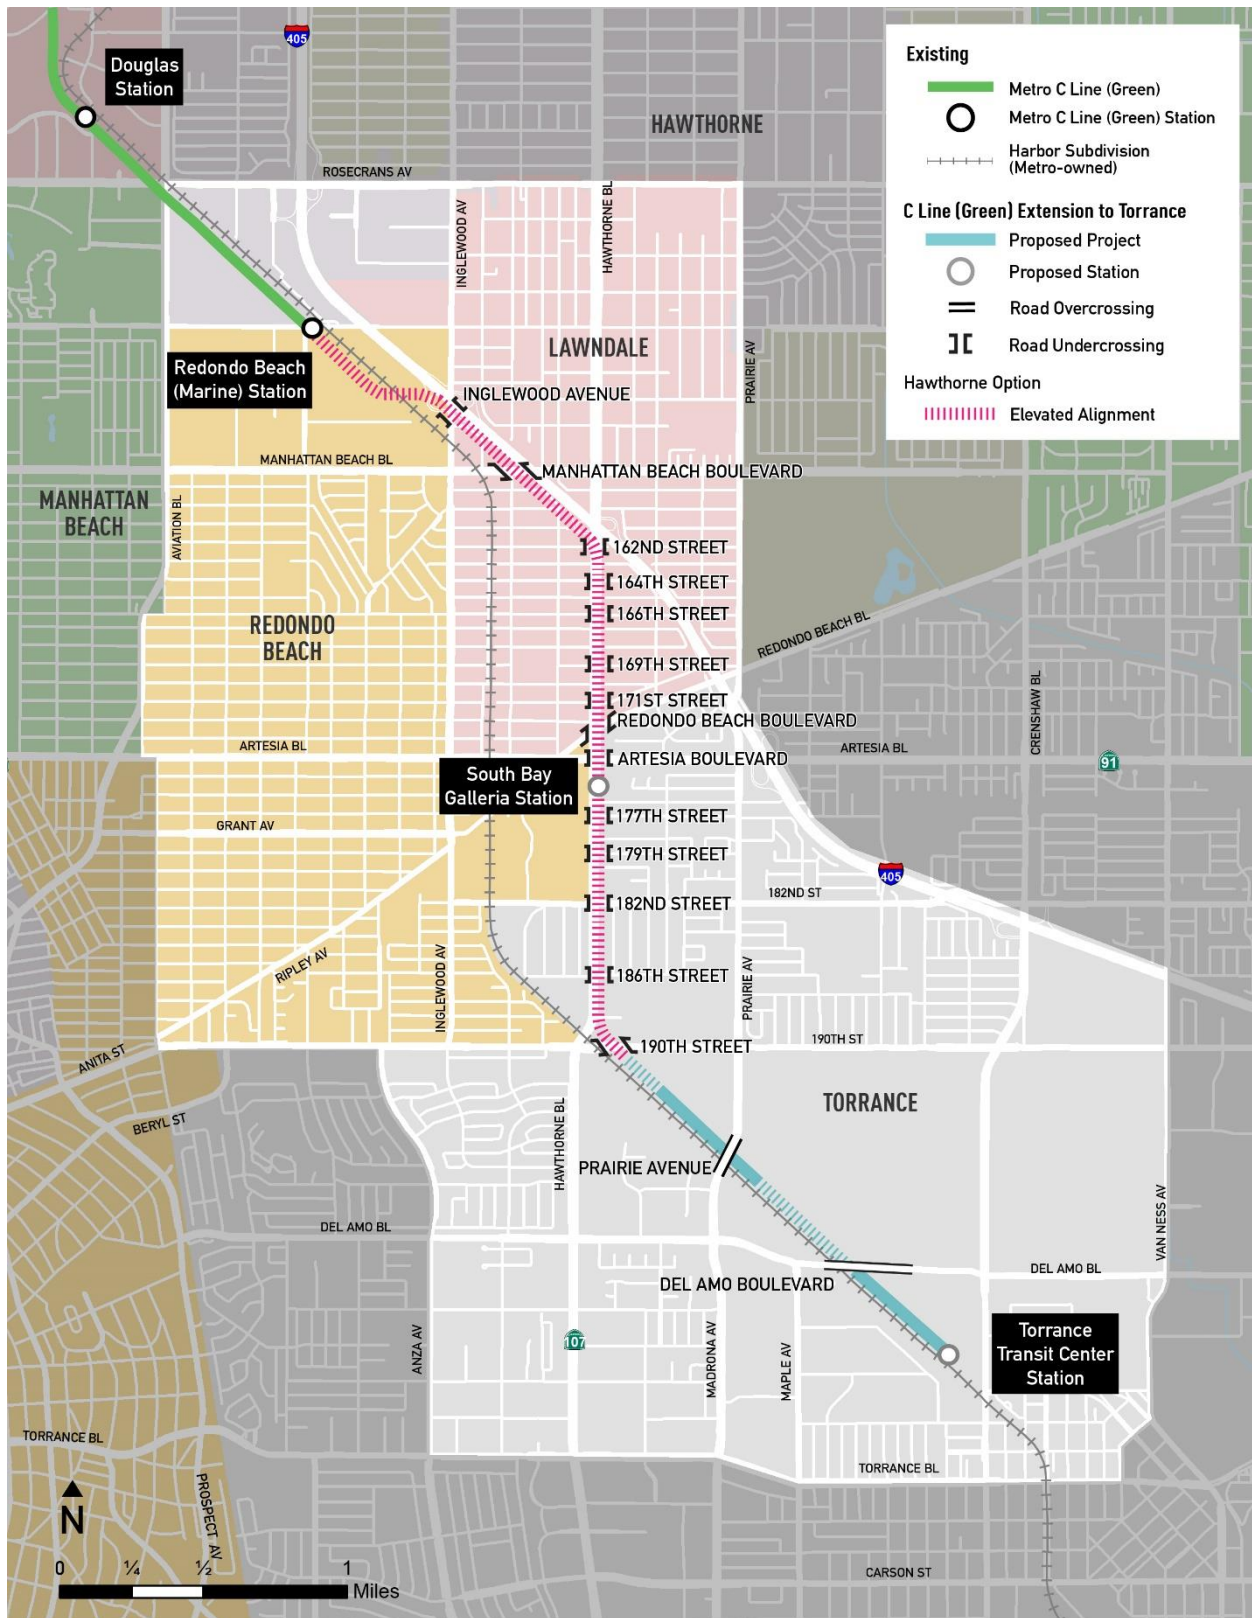 405
Douglas
Station
HAWTHORNE
ROSECRANS AV
INGLEWOOD AV
HAWTHORNE BL
Existing
Metro C Line (Green)
Metro C Line (Green) Station
Harbor Subdivision
(Metro-owned)
C Line (Green) Extension to Torrance
Proposed Project
Proposed Station
Road Overcrossing
Road Undercrossing
Hawthorne Option
Elevated Alignment
LAWNDALE
PRAIRIE AV
Redondo Beach
(Marine) Station
INGLEWOOD AVENUE
MANHATTAN BEACH BL
MANHATTAN BEACH BOULEVARD
MANHATTAN
BEACH
AVIATION BL
162ND STREET
164TH STREET
166TH STREET
REDONDO
BEACH
REDONDO BEACH BL
169TH STREET
171ST STREET
REDONDO BEACH BOULEVARD
CRENSHAW BL
ARTESIA BL
ARTESIA BOULEVARD
ARTESIA BL
91
South Bay
Galleria Station
177TH STREET
GRANT AV
179TH STREET
405
182ND STREET
182ND ST
RIPLEY AV
INGLEWOOD AV
186TH STREET
PRAIRIE AV
190TH STREET
190TH ST
ANITA ST
BERYL ST
HAWTHORNE BL
TORRANCE
PRAIRIE AVENUE
DEL AMO BL
VAN NESS AV
DEL AMO BOULEVARD
DEL AMO BL
ANZA AV
107
MADRONA AV
MAPLE AV
Torrance
Transit Center
Station
TORRANCE BL
TORRANCE BL
PROSPECT AV
N
0 ¼ ½ 1
Miles
CARSON ST